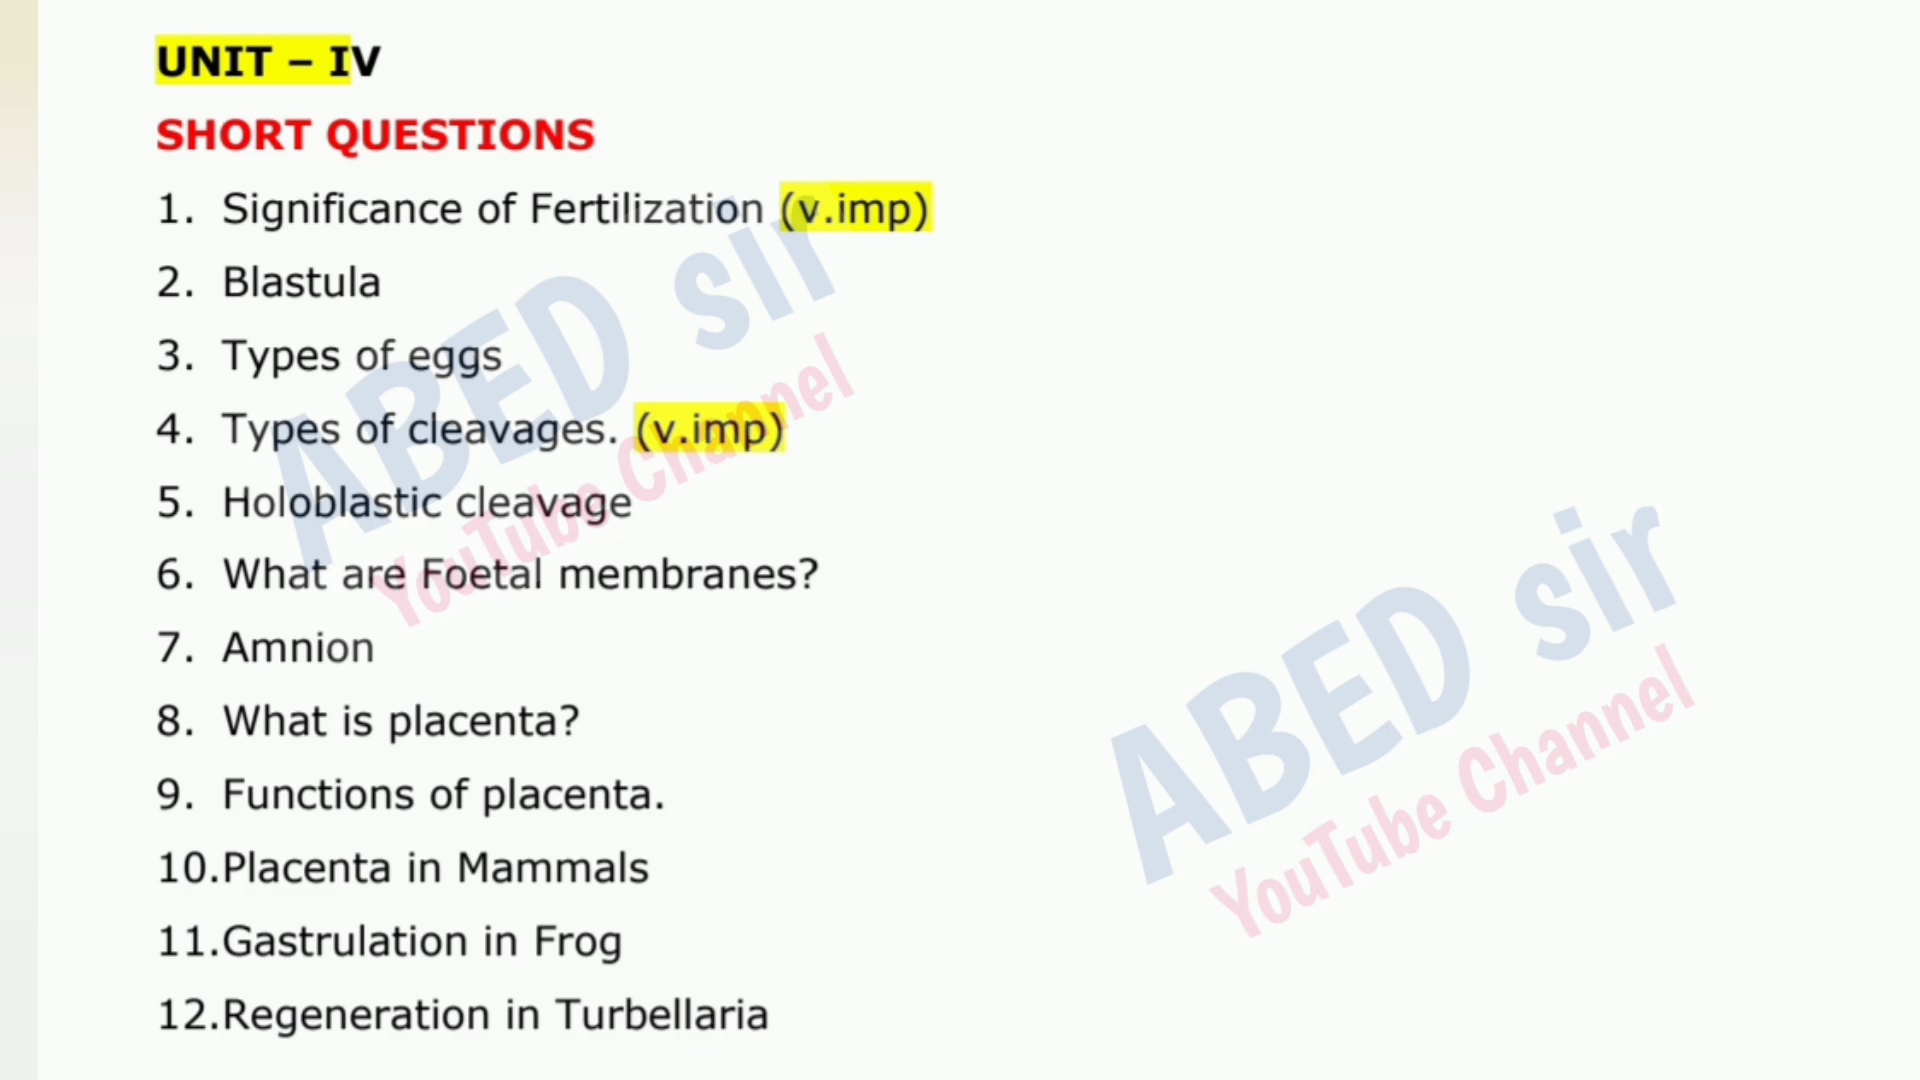 UNIT – IV
SHORT QUESTIONS
1. Significance of Fertilization (v.imp)
2. Blastula
3. Types of eggs
4. Types of cleavages. (v.imp)
5. Holoblastic cleavage
6. What are Foetal membranes?
7. Amnion
8. What is placenta?
9. Functions of placenta.
10.Placenta in Mammals
11.Gastrulation in Frog
12.Regeneration in Turbellaria
ABED sir
YouTube Channel
ABED sir
YouTube Channel